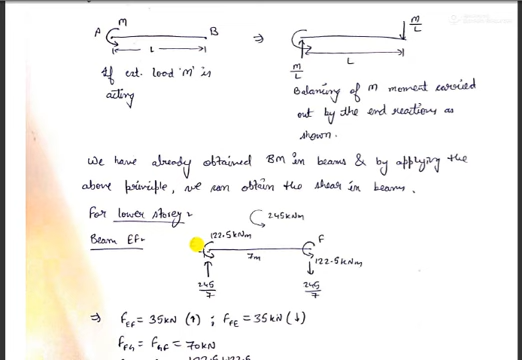 M
A B ⇒ M/L
L M/L L
If ext. load 'M' is
acting
Balancing of M moment carried
out by the end reactions as
shown.
We have already obtained BM in beams & by applying the
above principle, we can obtain the shear in beams.
For lower storey-
245kNm
Beam EF- 122.5kNm F
7m 122.5kNm
245/7 245/7
⇒ F_EF = 35kN (↑) ; F_FE = 35kN (↓)
F_FG = F_GF = 70kN